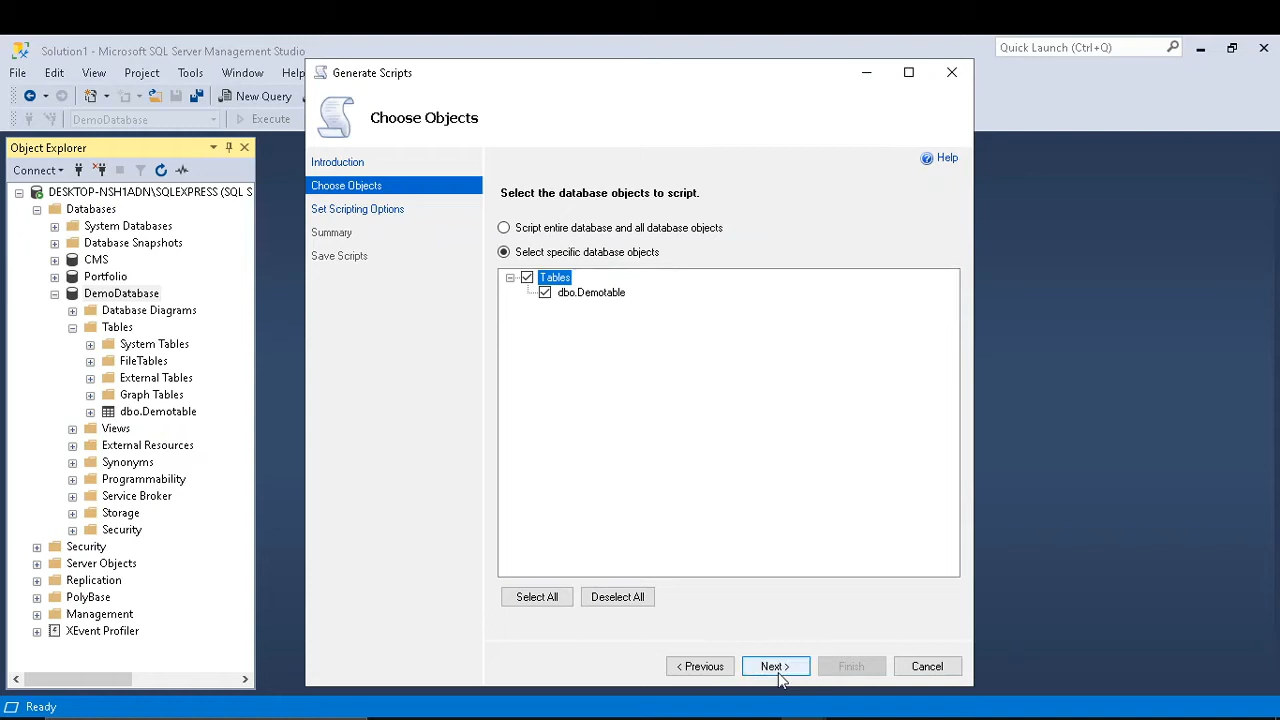 Solution1 - Microsoft SQL Server Management Studio
Quick Launch (Ctrl+Q)
File Edit View Project Tools Window Help
New Query
DemoDatabase
Execute
Object Explorer
Connect
DESKTOP-NSH1ADN\SQLEXPRESS (SQL S
Databases
System Databases
Database Snapshots
CMS
Portfolio
DemoDatabase
Database Diagrams
Tables
System Tables
FileTables
External Tables
Graph Tables
dbo.Demotable
Views
External Resources
Synonyms
Programmability
Service Broker
Storage
Security
Security
Server Objects
Replication
PolyBase
Management
XEvent Profiler
Generate Scripts
Choose Objects
Introduction
Choose Objects
Set Scripting Options
Summary
Save Scripts
Help
Select the database objects to script.
Script entire database and all database objects
Select specific database objects
Tables
dbo.Demotable
Select All
Deselect All
< Previous
Next >
Finish
Cancel
Ready